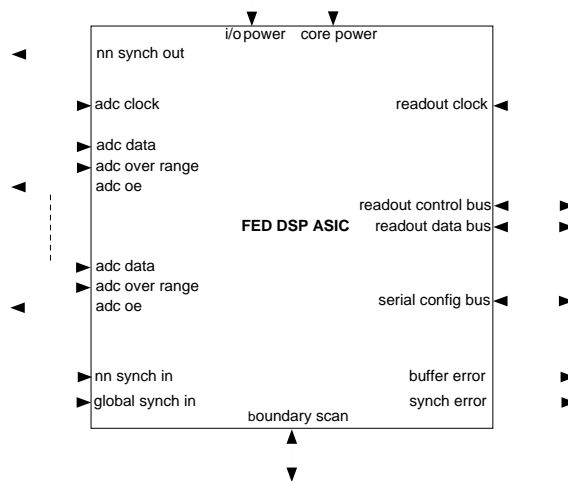 i/o power core power
nn synch out
adc clock readout clock
adc data
adc over range
adc oe
readout control bus
FED DSP ASIC readout data bus
adc data
adc over range
adc oe serial config bus
nn synch in buffer error
global synch in synch error
boundary scan